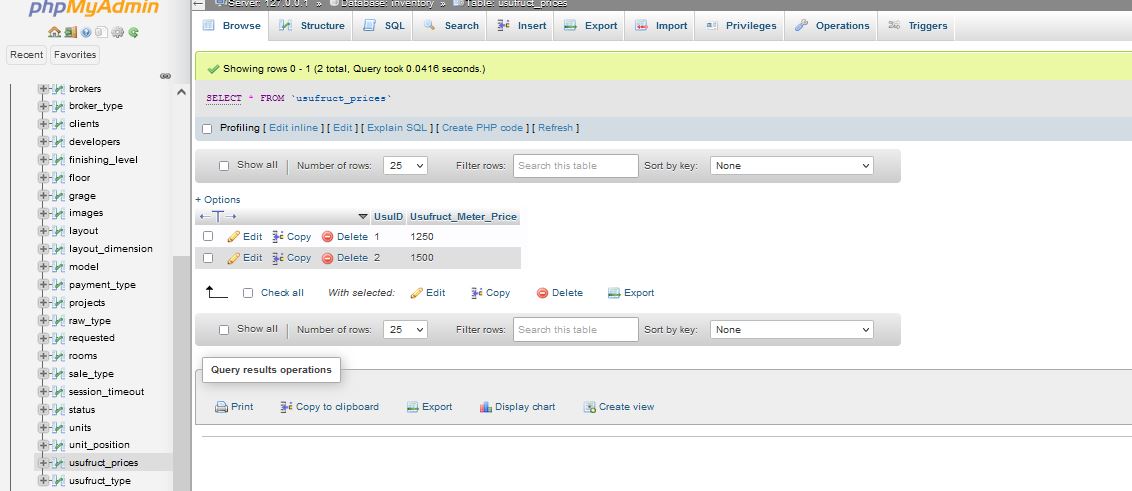 phpMyAdmin
Recent Favorites
brokers
broker_type
clients
developers
finishing_level
floor
grage
images
layout
layout_dimension
model
payment_type
projects
raw_type
requested
rooms
sale_type
session_timeout
status
units
unit_position
usufruct_prices
usufruct_type
Server: 127.0.0.1 » Database: inventory » Table: usufruct_prices
Browse Structure SQL Search Insert Export Import Privileges Operations Triggers
Showing rows 0 - 1 (2 total, Query took 0.0416 seconds.)
SELECT * FROM `usufruct_prices`
Profiling [ Edit inline ] [ Edit ] [ Explain SQL ] [ Create PHP code ] [ Refresh ]
Show all Number of rows: 25 Filter rows: Search this table Sort by key: None
+ Options
←T→ UsuID Usufruct_Meter_Price
Edit Copy Delete 1 1250
Edit Copy Delete 2 1500
Check all With selected: Edit Copy Delete Export
Show all Number of rows: 25 Filter rows: Search this table Sort by key: None
Query results operations
Print Copy to clipboard Export Display chart Create view